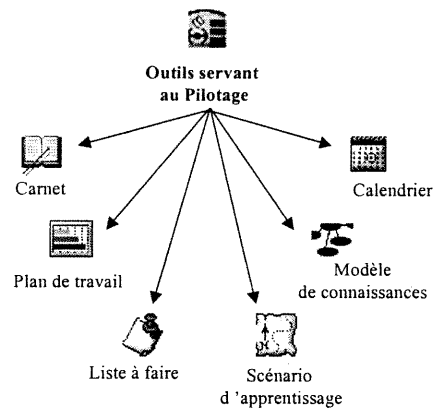 Outils servant
au Pilotage
Carnet
Calendrier
Plan de travail
Modèle
de connaissances
Liste à faire
Scénario
d 'apprentissage